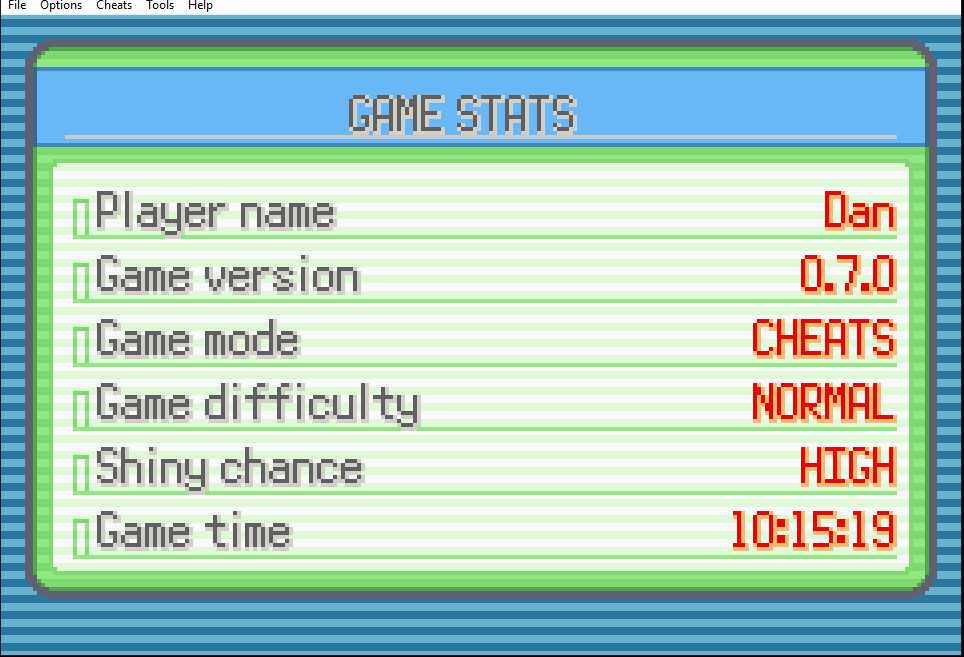 File Options Cheats Tools Help
GAME STATS
Player name Dan
Game version 0.7.0
Game mode CHEATS
Game difficulty NORMAL
Shiny chance HIGH
Game time 10:15:19